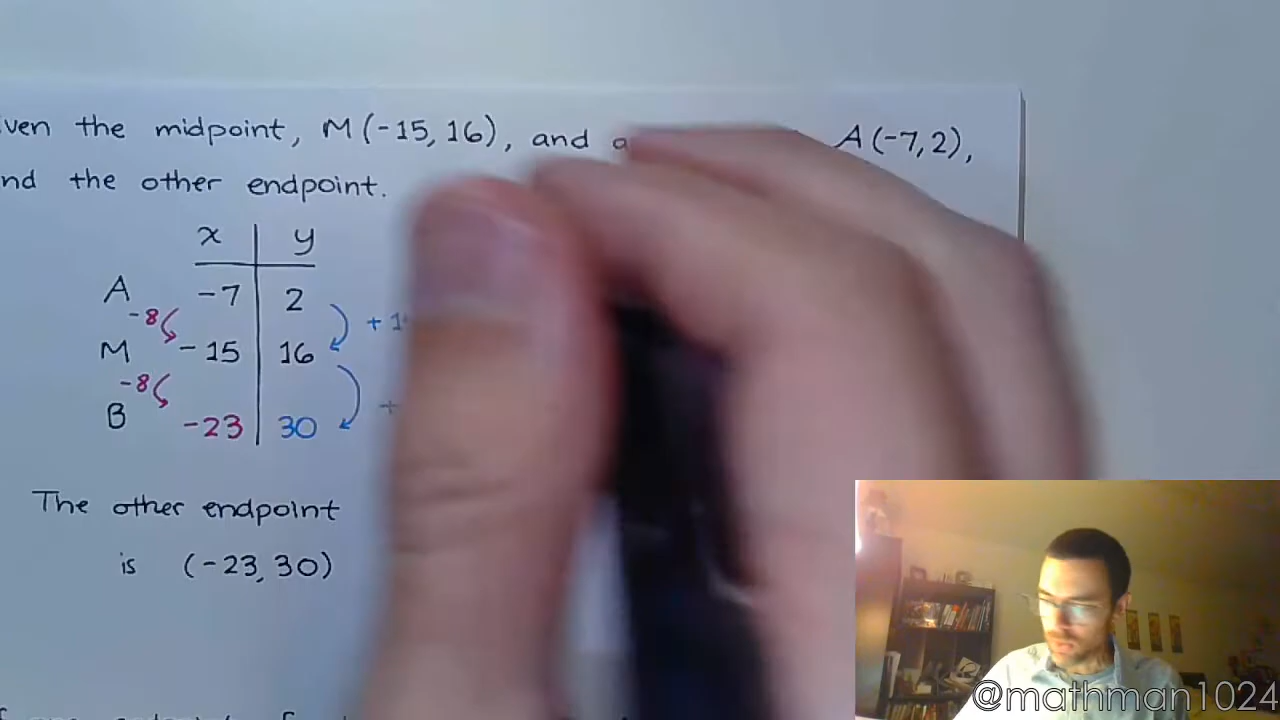 ven the midpoint, M(-15, 16), and A(-7, 2),
nd the other endpoint.
x y
A -7 2
-8 +1
M -15 16
-8 +
B -23 30
The other endpoint
is (-23, 30)
@mathman1024